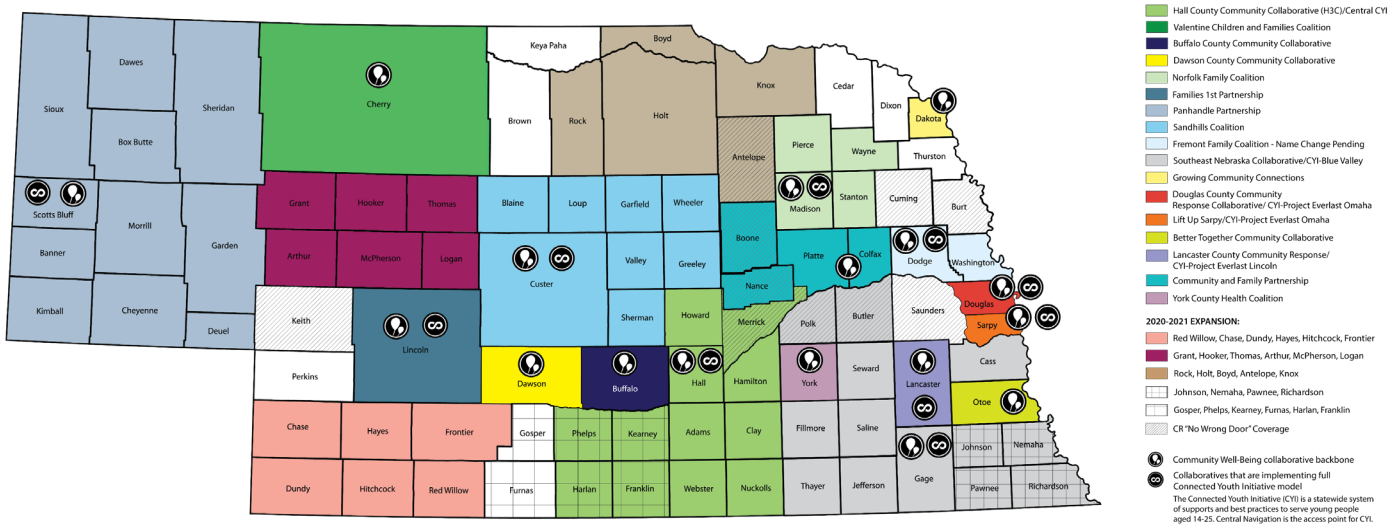 Keya Paha
Boyd
Dawes
Sioux
Sheridan
Cherry
Brown
Rock
Holt
Knox
Cedar
Dixon
Dakota
Box Butte
Antelope
Pierce
Wayne
Thurston
Scotts Bluff
Morrill
Garden
Grant
Hooker
Thomas
Blaine
Loup
Garfield
Wheeler
Madison
Stanton
Cuming
Burt
Banner
Arthur
McPherson
Logan
Custer
Valley
Greeley
Boone
Platte
Colfax
Dodge
Washington
Nance
Kimball
Cheyenne
Deuel
Keith
Lincoln
Sherman
Howard
Merrick
Polk
Butler
Saunders
Douglas
Sarpy
Perkins
Dawson
Buffalo
Hall
Hamilton
York
Seward
Lancaster
Cass
Otoe
Chase
Hayes
Frontier
Gosper
Phelps
Kearney
Adams
Clay
Fillmore
Saline
Johnson
Nemaha
Dundy
Hitchcock
Red Willow
Furnas
Harlan
Franklin
Webster
Nuckolls
Thayer
Jefferson
Gage
Pawnee
Richardson
Hall County Community Collaborative (H3C)/Central CYI
Valentine Children and Families Coalition
Buffalo County Community Collaborative
Dawson County Community Collaborative
Norfolk Family Coalition
Families 1st Partnership
Panhandle Partnership
Sandhills Coalition
Fremont Family Coalition - Name Change Pending
Southeast Nebraska Collaborative/CYI-Blue Valley
Growing Community Connections
Douglas County Community
Response Collaborative/ CYI-Project Everlast Omaha
Lift Up Sarpy/CYI-Project Everlast Omaha
Better Together Community Collaborative
Lancaster County Community Response/
CYI-Project Everlast Lincoln
Community and Family Partnership
York County Health Coalition
2020-2021 EXPANSION:
Red Willow, Chase, Dundy, Hayes, Hitchcock, Frontier
Grant, Hooker, Thomas, Arthur, McPherson, Logan
Rock, Holt, Boyd, Antelope, Knox
Johnson, Nemaha, Pawnee, Richardson
Gosper, Phelps, Kearney, Furnas, Harlan, Franklin
CR "No Wrong Door" Coverage
Community Well-Being collaborative backbone
Collaboratives that are implementing full
Connected Youth Initiative model
The Connected Youth Initiative (CYI) is a statewide system
of supports and best practices to serve young people
aged 14-25. Central Navigation is the access point for CYI.